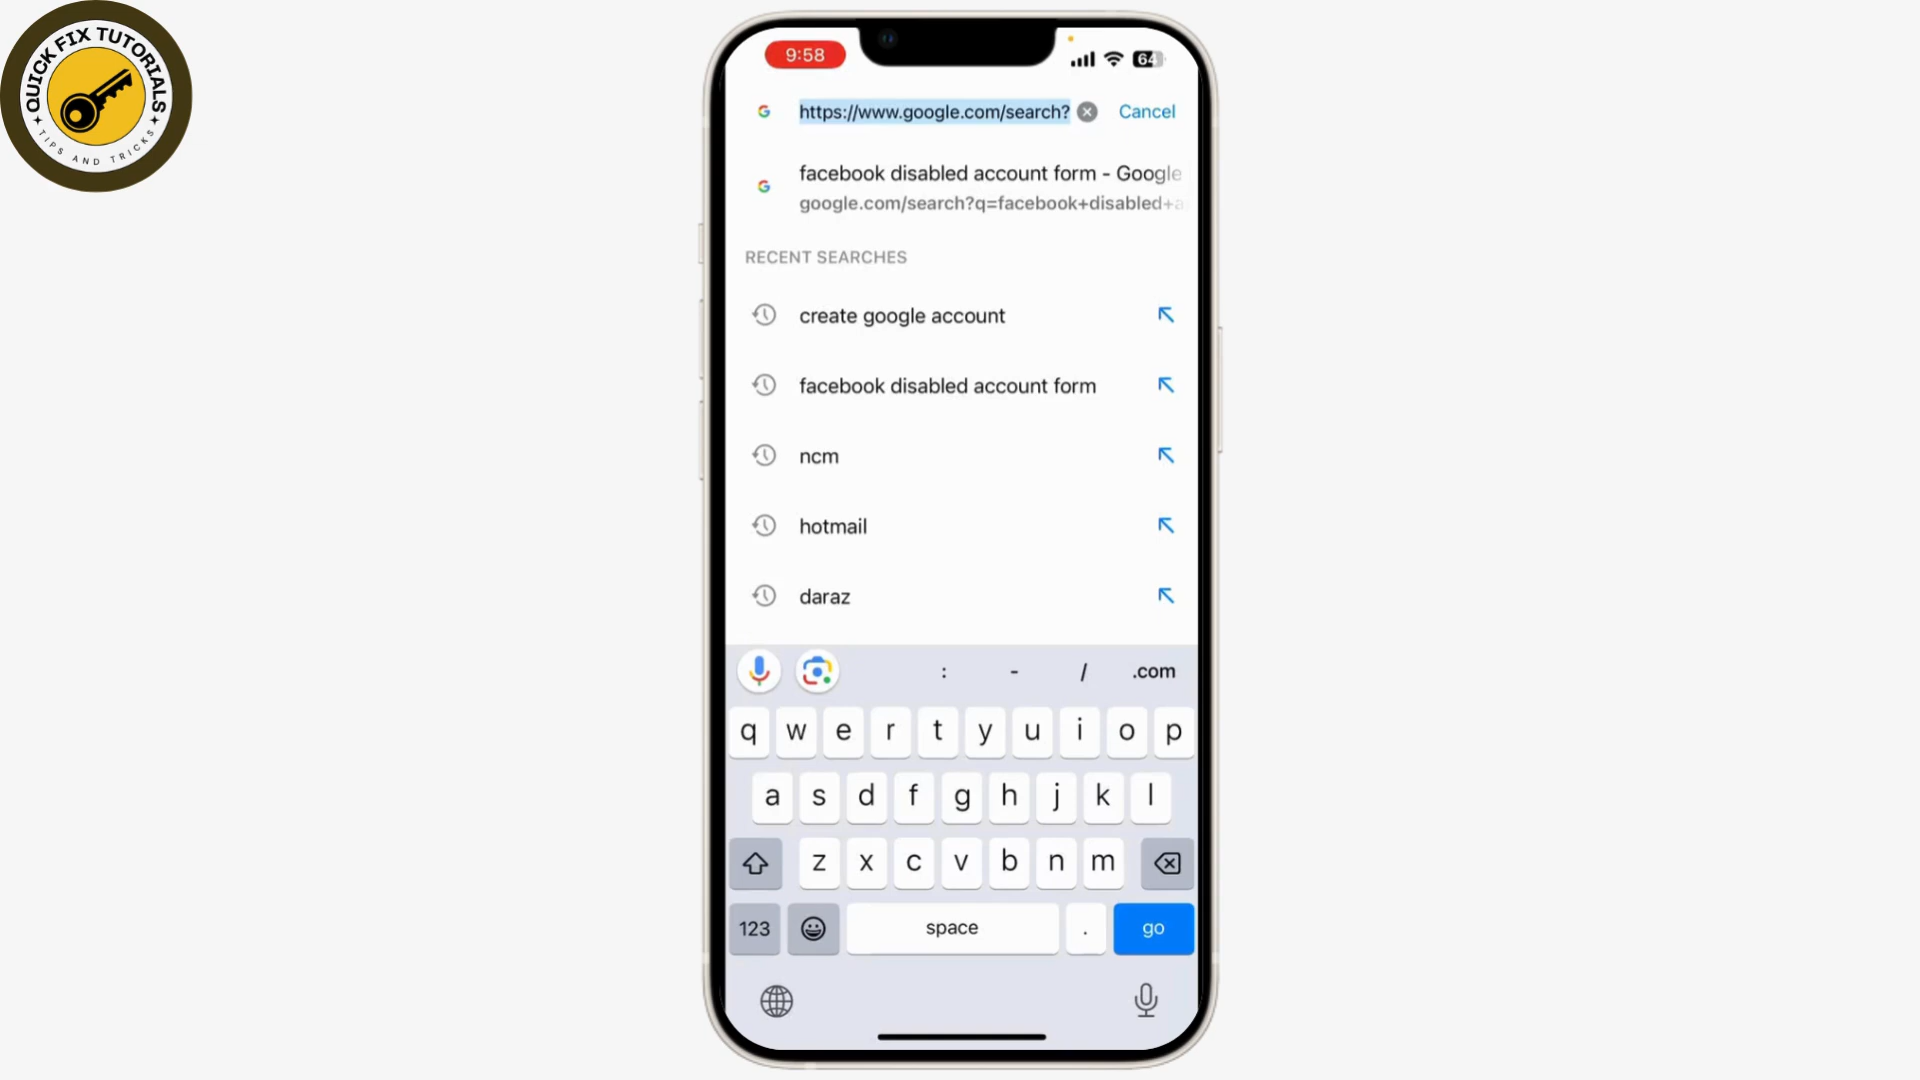 QUICK FIX TUTORIALS
TIPS AND TRICKS
9:58
64
https://www.google.com/search?
Cancel
facebook disabled account form - Google
google.com/search?q=facebook+disabled+a
RECENT SEARCHES
create google account
facebook disabled account form
ncm
hotmail
daraz
: - / .com
q w e r t y u i o p
a s d f g h j k l
z x c v b n m
123 space . go